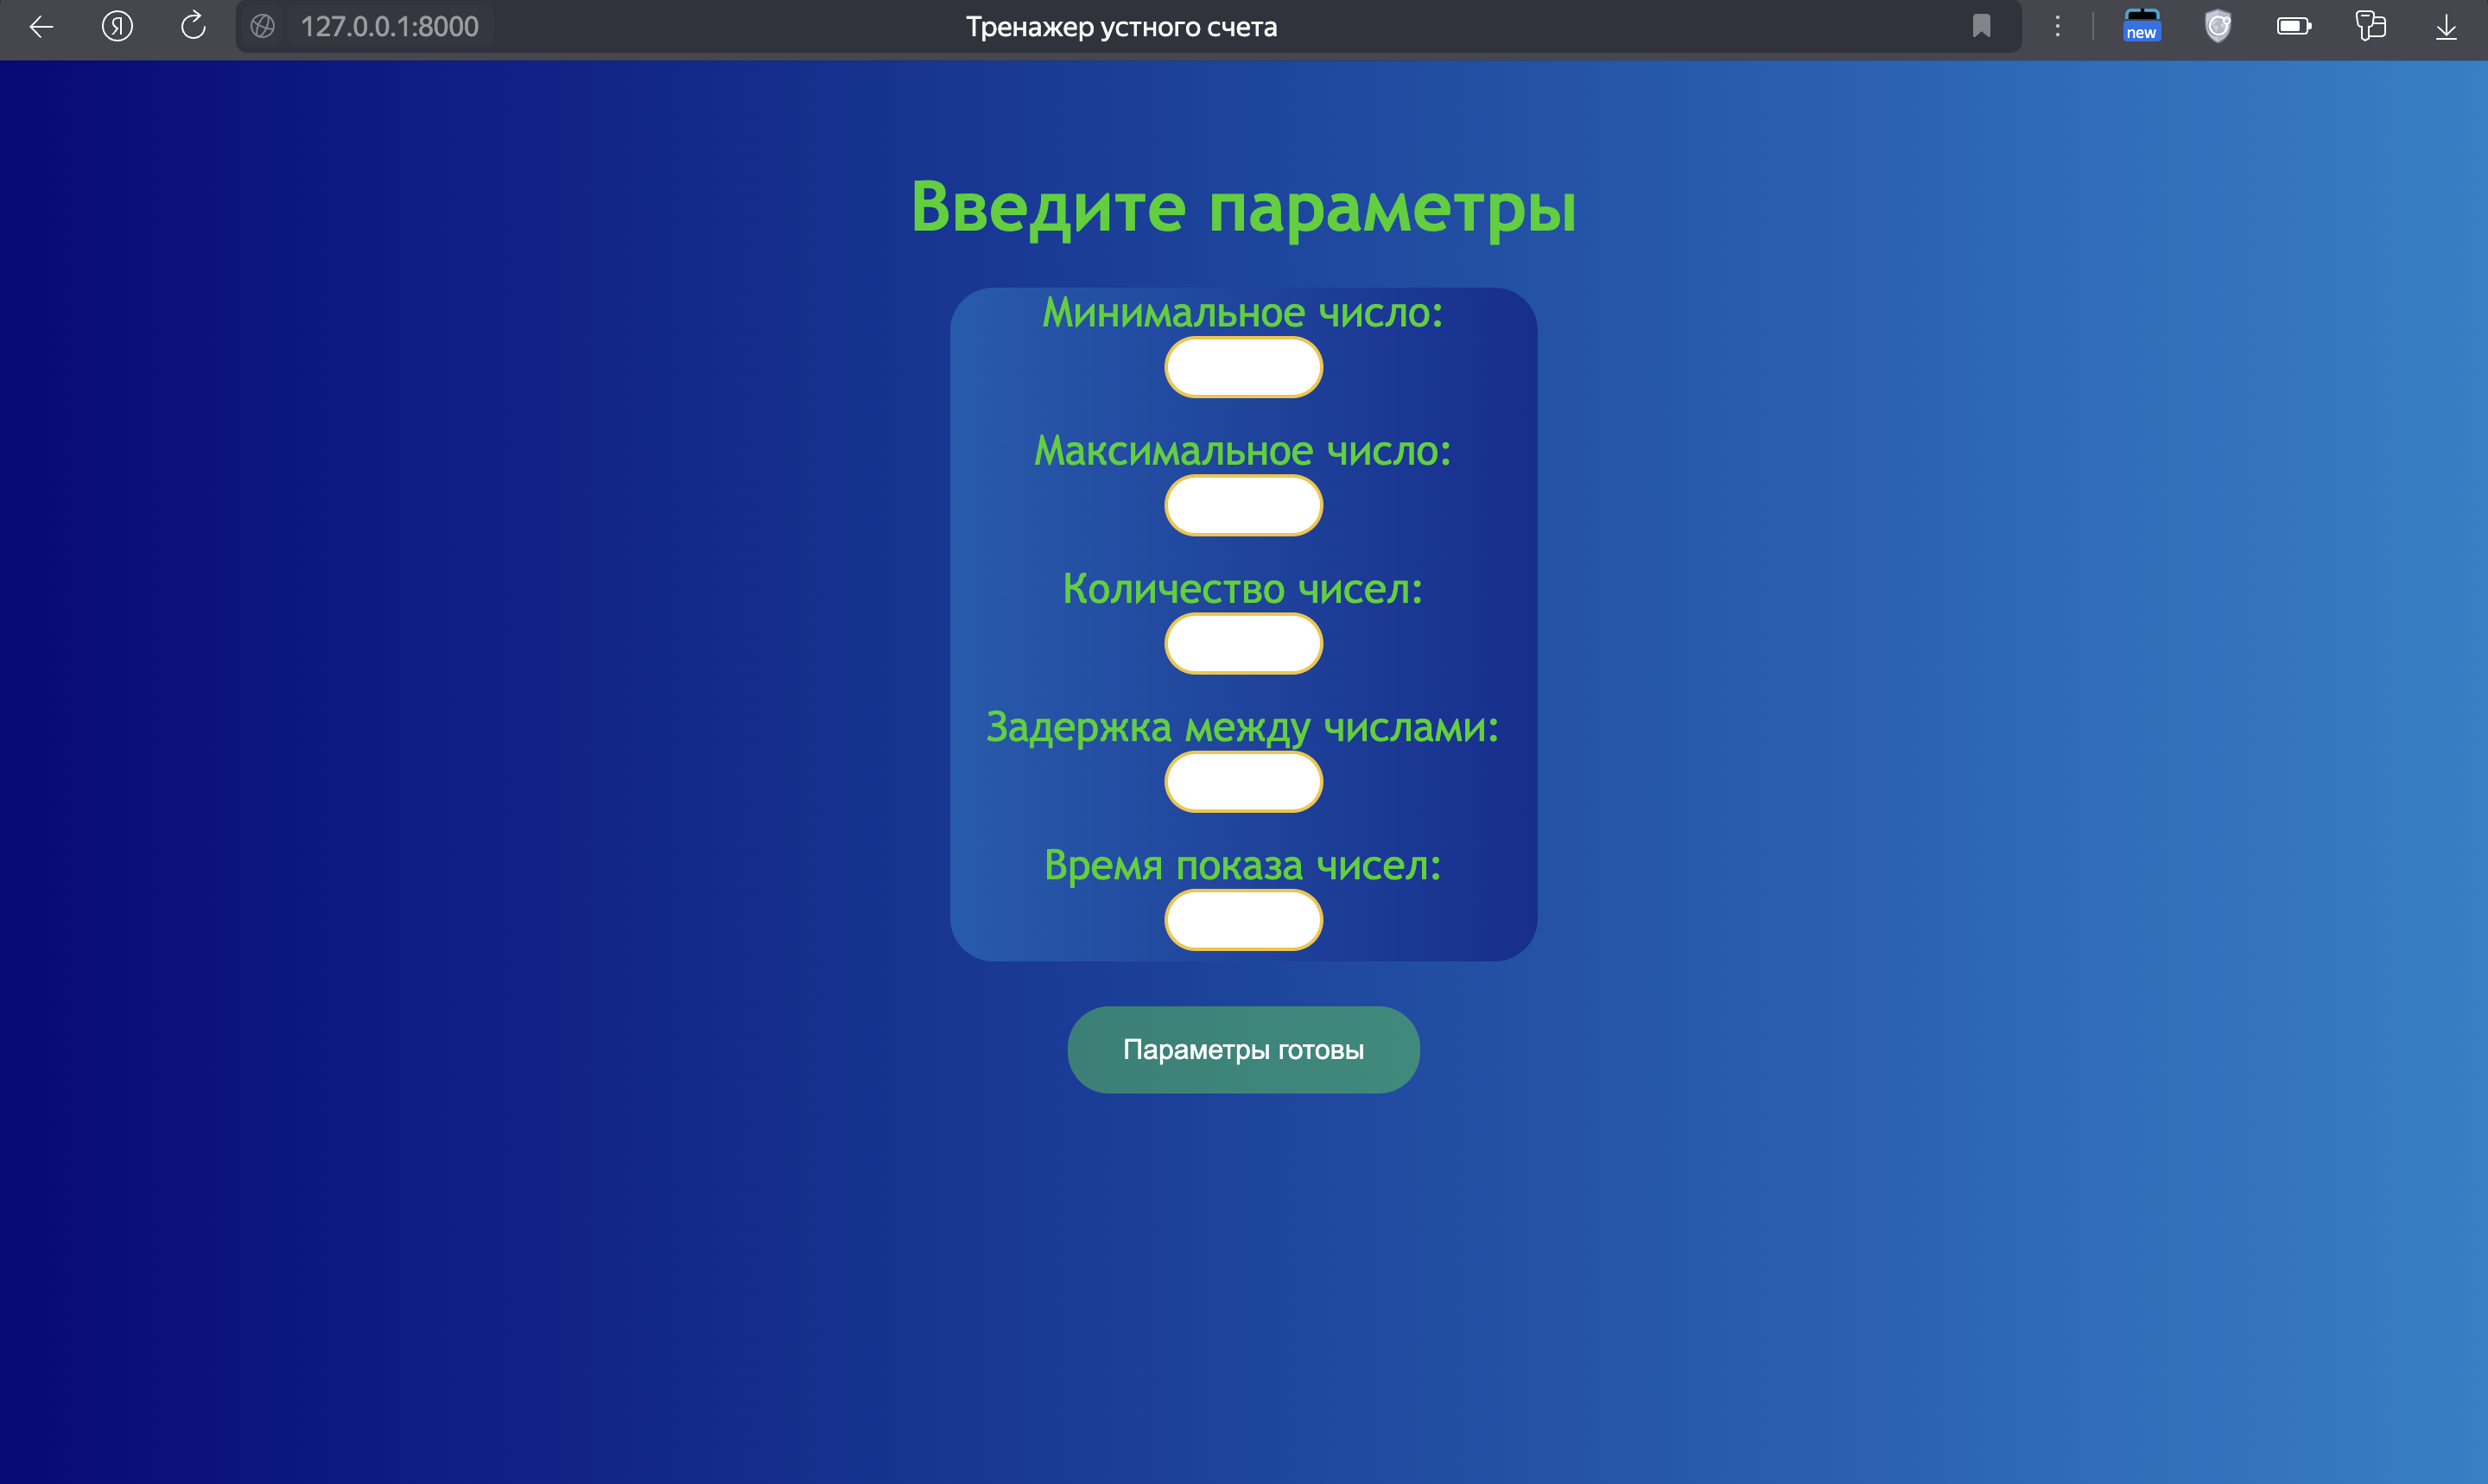 127.0.0.1:8000
Тренажер устного счета
new
Введите параметры
Минимальное число:
Максимальное число:
Количество чисел:
Задержка между числами:
Время показа чисел:
Параметры готовы